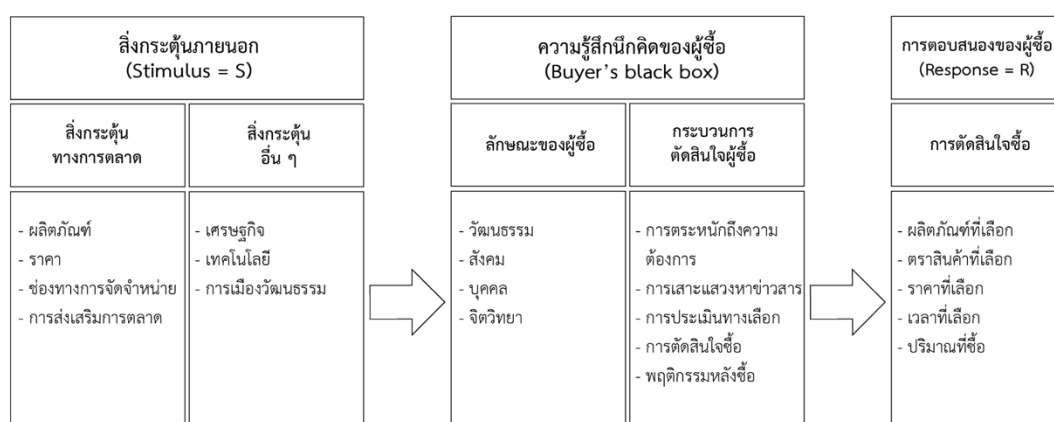 สิ่งกระตุ้นภายนอก
(Stimulus = S)
สิ่งกระตุ้น
ทางการตลาด
สิ่งกระตุ้น
อื่น ๆ
- ผลิตภัณฑ์
- ราคา
- ช่องทางการจัดจำหน่าย
- การส่งเสริมการตลาด
- เศรษฐกิจ
- เทคโนโลยี
- การเมืองวัฒนธรรม
ความรู้สึกนึกคิดของผู้ซื้อ
(Buyer's black box)
ลักษณะของผู้ซื้อ
กระบวนการ
ตัดสินใจผู้ซื้อ
- วัฒนธรรม
- สังคม
- บุคคล
- จิตวิทยา
- การตระหนักถึงความ
ต้องการ
- การเสาะแสวงหาข่าวสาร
- การประเมินทางเลือก
- การตัดสินใจซื้อ
- พฤติกรรมหลังซื้อ
การตอบสนองของผู้ซื้อ
(Response = R)
การตัดสินใจซื้อ
- ผลิตภัณฑ์ที่เลือก
- ตราสินค้าที่เลือก
- ราคาที่เลือก
- เวลาที่เลือก
- ปริมาณที่ซื้อ